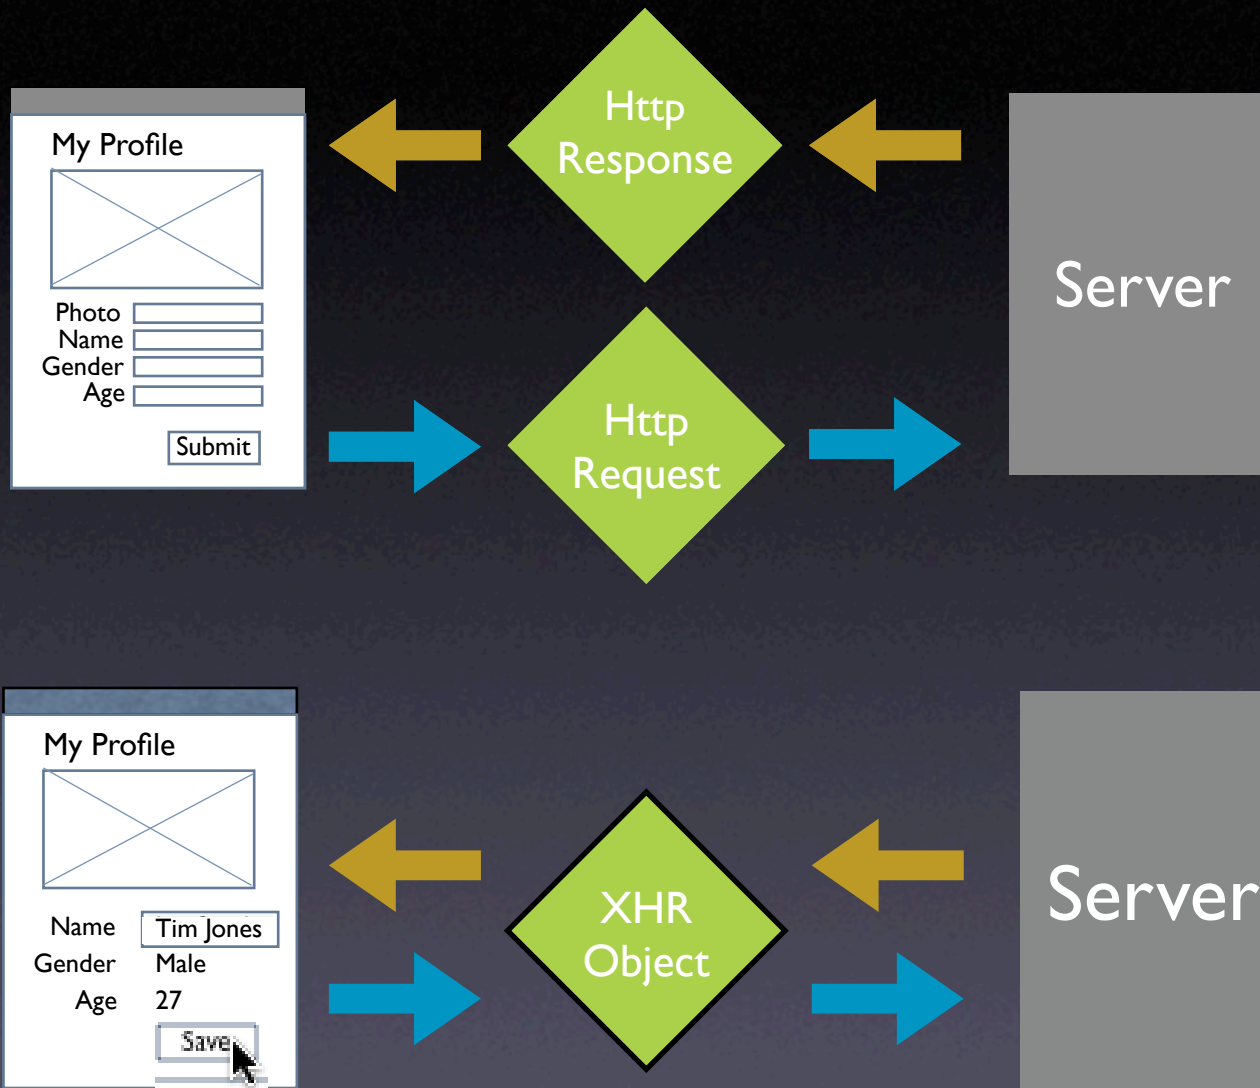 My Profile
Photo
Name
Gender
Age
Submit
Http
Response
Http
Request
Server
My Profile
Name Tim Jones
Gender Male
Age 27
Save
XHR
Object
Server